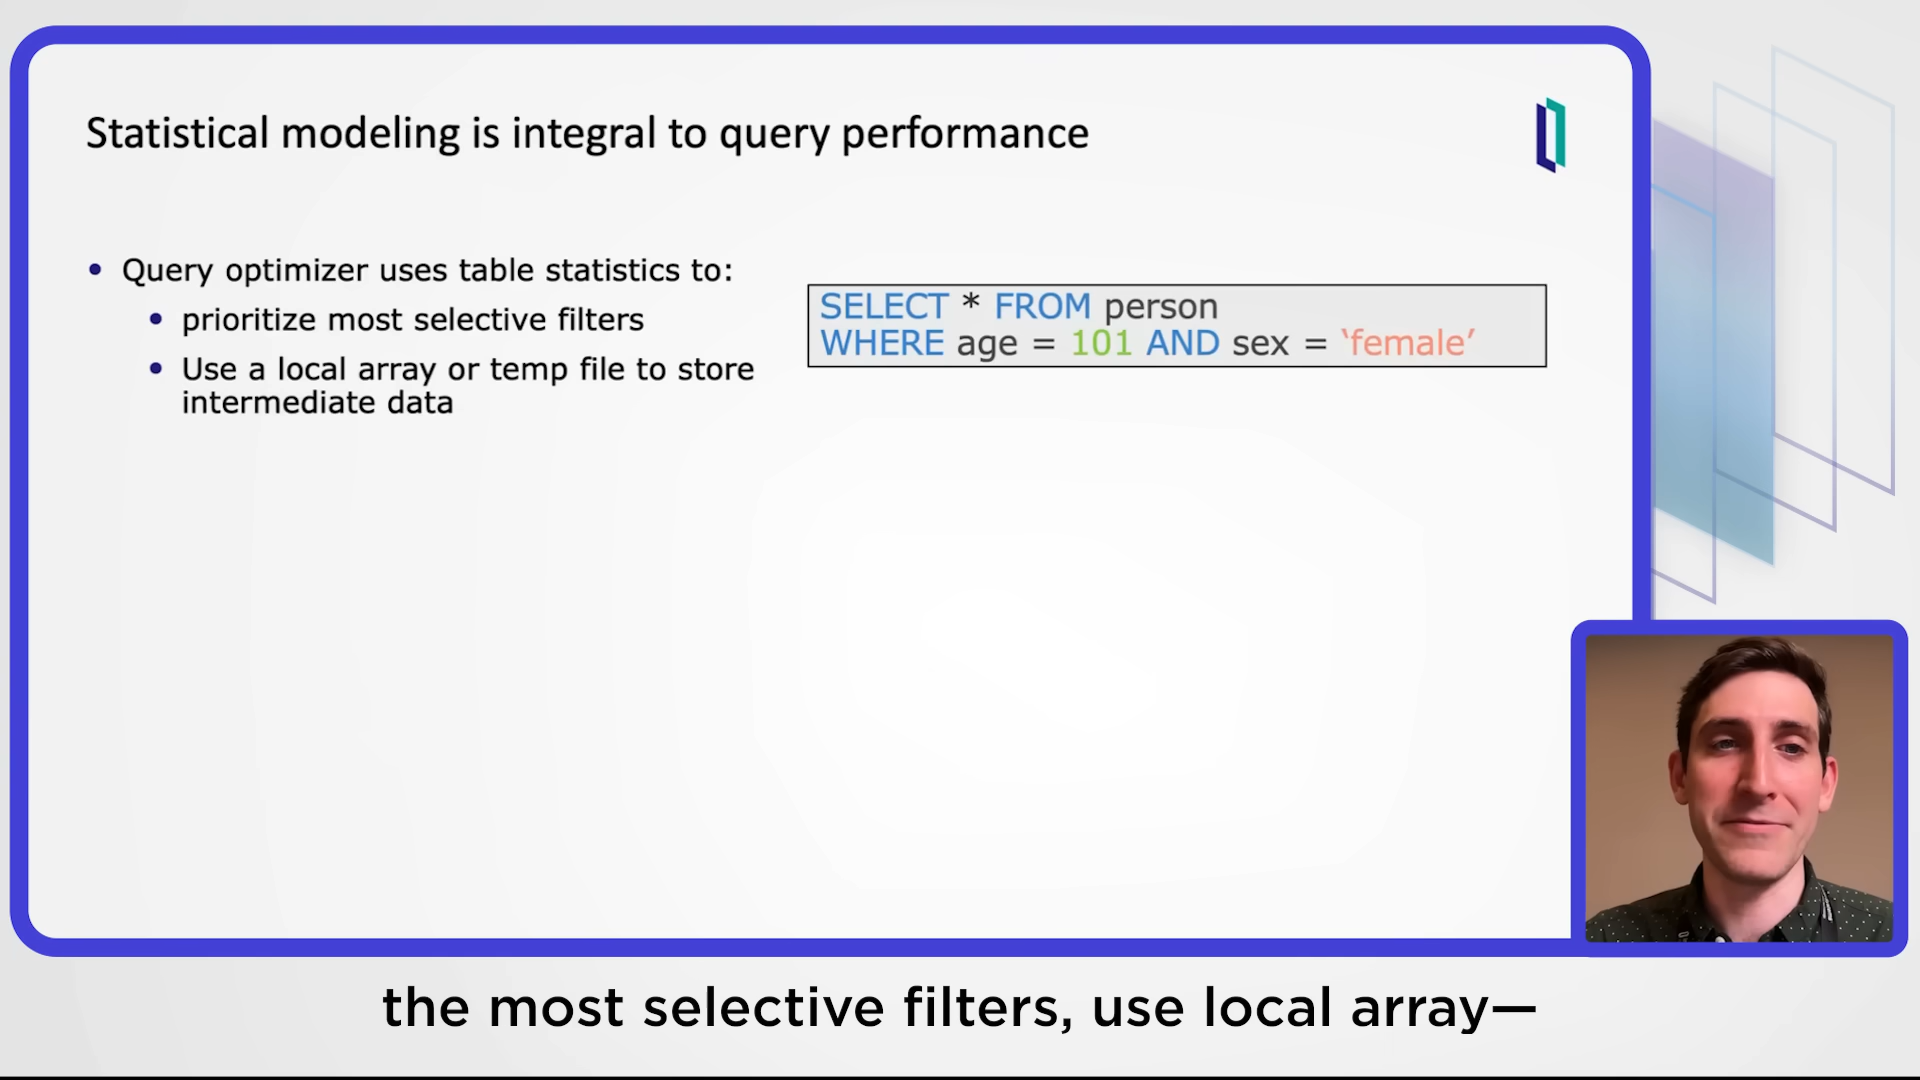 Statistical modeling is integral to query performance
• Query optimizer uses table statistics to:
• prioritize most selective filters
• Use a local array or temp file to store
intermediate data
SELECT * FROM person
WHERE age = 101 AND sex = ‘female’
the most selective filters, use local array—